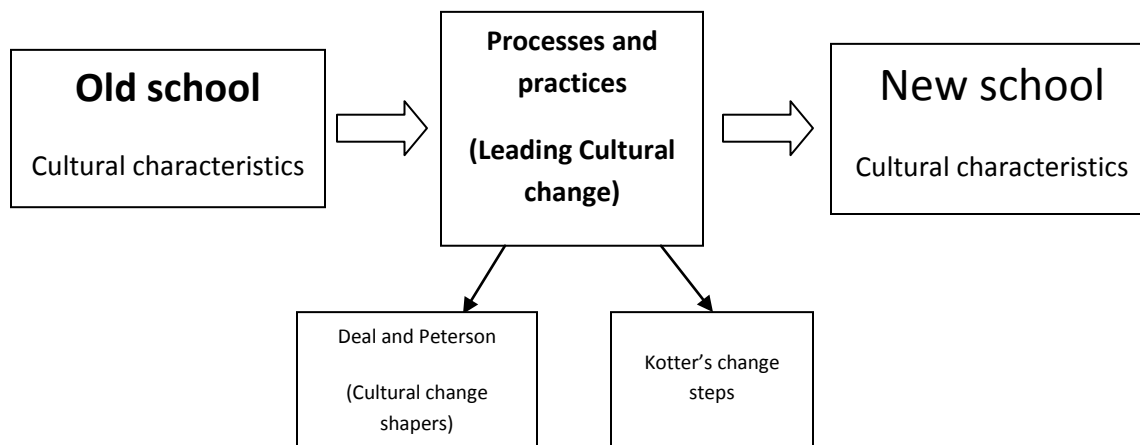 Old school
Cultural characteristics
Processes and
practices
(Leading Cultural
change)
New school
Cultural characteristics
Deal and Peterson
(Cultural change
shapers)
Kotter’s change
steps